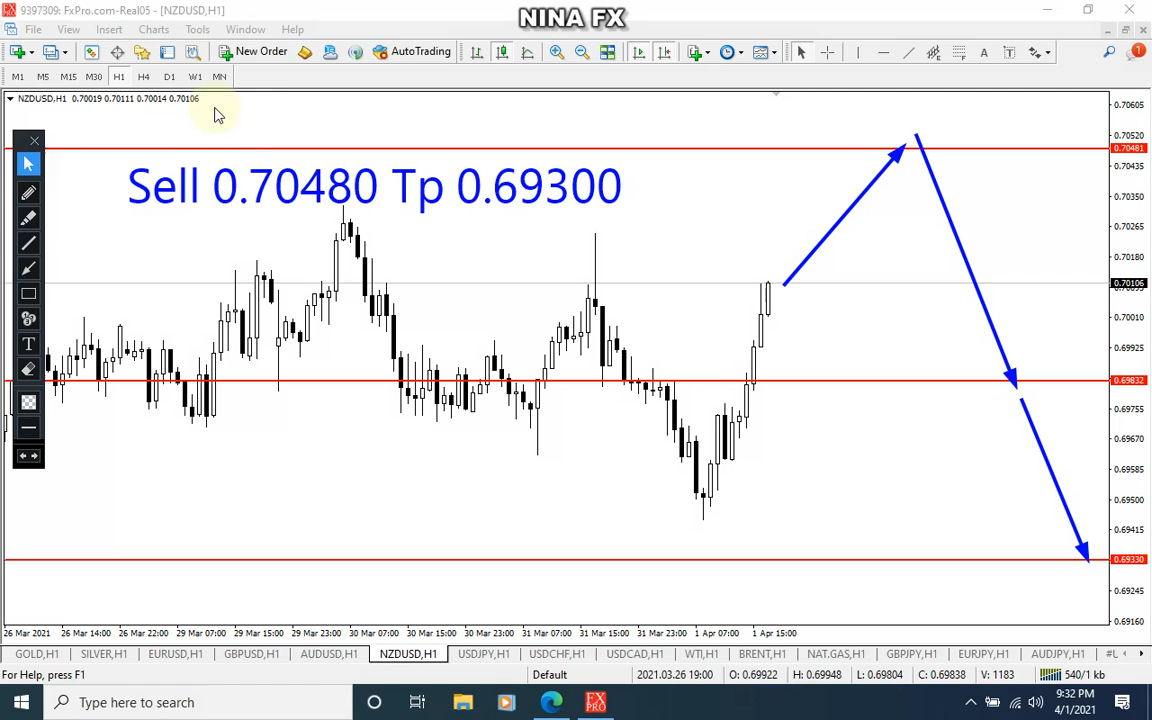 NINA FX
9397309: FxPro.com-Real05 - [NZDUSD,H1]
File View Insert Charts Tools Window Help
New Order AutoTrading
M1 M5 M15 M30 H1 H4 D1 W1 MN
NZDUSD,H1 0.70019 0.70111 0.70014 0.70106
Sell 0.70480 Tp 0.69300
0.70605
0.70520
0.70481
0.70435
0.70350
0.70265
0.70180
0.70106
0.70010
0.69925
0.69832
0.69755
0.69670
0.69585
0.69500
0.69415
0.69330
0.69245
0.69160
26 Mar 2021 26 Mar 14:00 26 Mar 22:00 29 Mar 07:00 29 Mar 15:00 29 Mar 23:00 30 Mar 07:00 30 Mar 15:00 30 Mar 23:00 31 Mar 07:00 31 Mar 15:00 31 Mar 23:00 1 Apr 07:00 1 Apr 15:00
GOLD,H1 SILVER,H1 EURUSD,H1 GBPUSD,H1 AUDUSD,H1 NZDUSD,H1 USDJPY,H1 USDCHF,H1 USDCAD,H1 WTI,H1 BRENT,H1 NAT.GAS,H1 GBPJPY,H1 EURJPY,H1 AUDJPY,H1 #U
For Help, press F1 Default 2021.03.26 19:00 O: 0.69922 H: 0.69948 L: 0.69804 C: 0.69838 V: 1183 540/1 kb
Type here to search
9:32 PM
4/1/2021